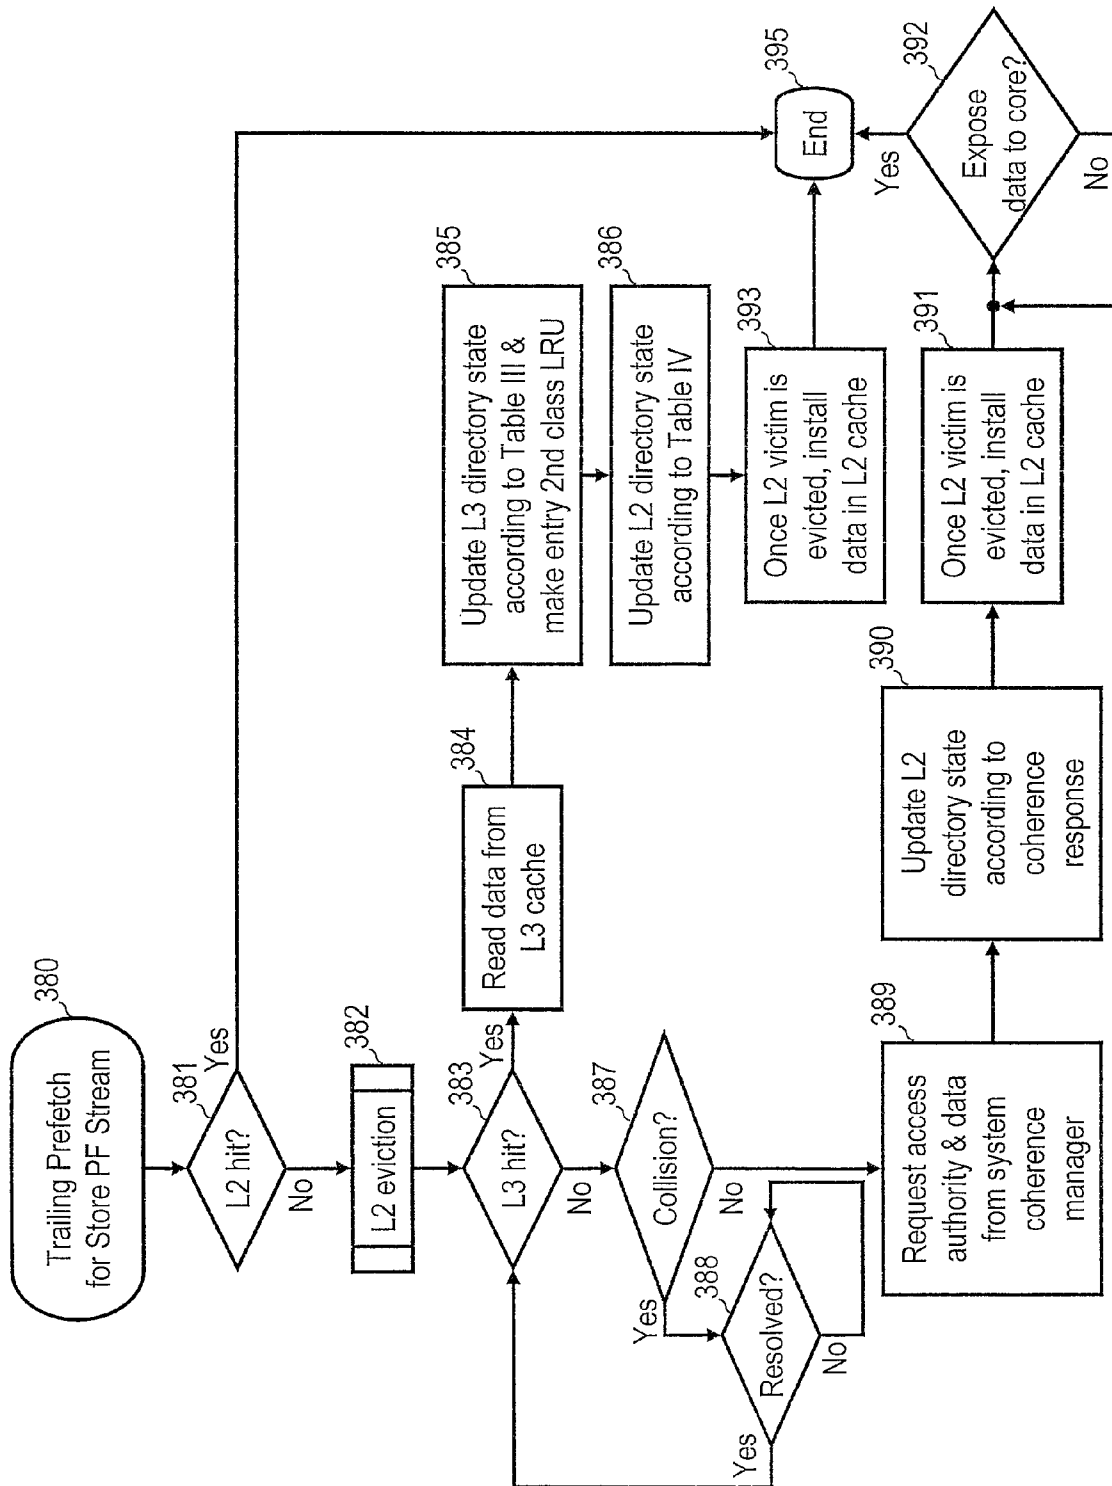 Trailing Prefetch
for Store PF Stream
380
L2 hit?
381
Yes
No
L2 eviction
382
L3 hit?
383
Yes
No
Read data from
L3 cache
384
Update L3 directory state
according to Table III &
make entry 2nd class LRU
385
Update L2 directory state
according to Table IV
386
Once L2 victim is
evicted, install
data in L2 cache
393
End
395
Collision?
387
Yes
No
Resolved?
388
Yes
No
Request access
authority & data
from system
coherence
manager
389
Update L2
directory state
according to
coherence
response
390
Once L2 victim is
evicted, install
data in L2 cache
391
Expose
data to core?
392
Yes
No